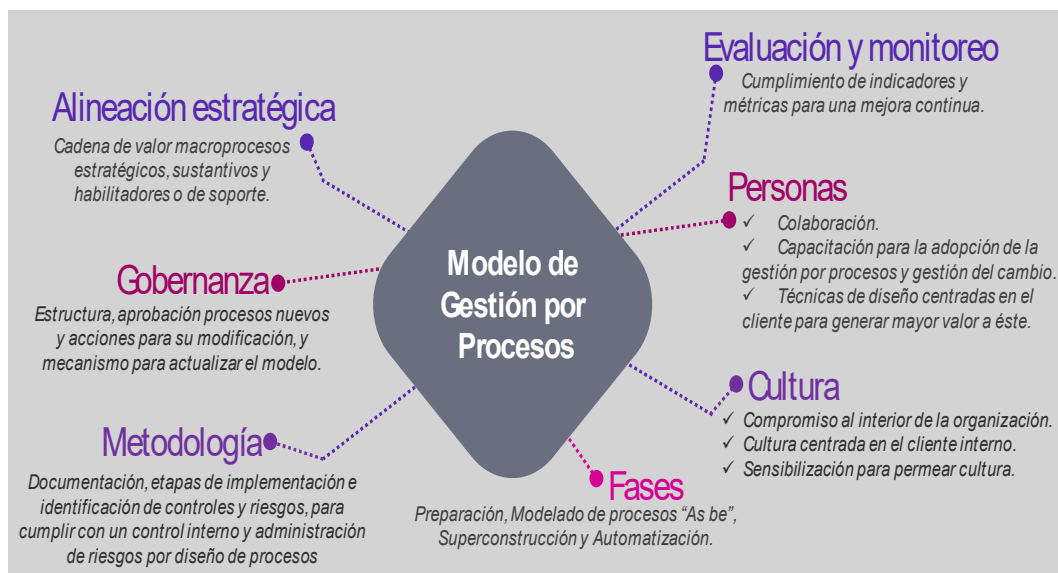 Alineación estratégica
Cadena de valor macroprocesos
estratégicos, sustantivos y
habilitadores o de soporte.
Gobernanza
Estructura, aprobación procesos nuevos
y acciones para su modificación, y
mecanismo para actualizar el modelo.
Metodología
Documentación, etapas de implementación e
identificación de controles y riesgos, para
cumplir con un control interno y administración
de riesgos por diseño de procesos
Modelo de
Gestión por
Procesos
Evaluación y monitoreo
Cumplimiento de indicadores y
métricas para una mejora continua.
Personas
✓ Colaboración.
✓ Capacitación para la adopción de la
gestión por procesos y gestión del cambio.
✓ Técnicas de diseño centradas en el
cliente para generar mayor valor a éste.
Cultura
✓ Compromiso al interior de la organización.
✓ Cultura centrada en el cliente interno.
✓ Sensibilización para permear cultura.
Fases
Preparación, Modelado de procesos “As be”,
Superconstrucción y Automatización.